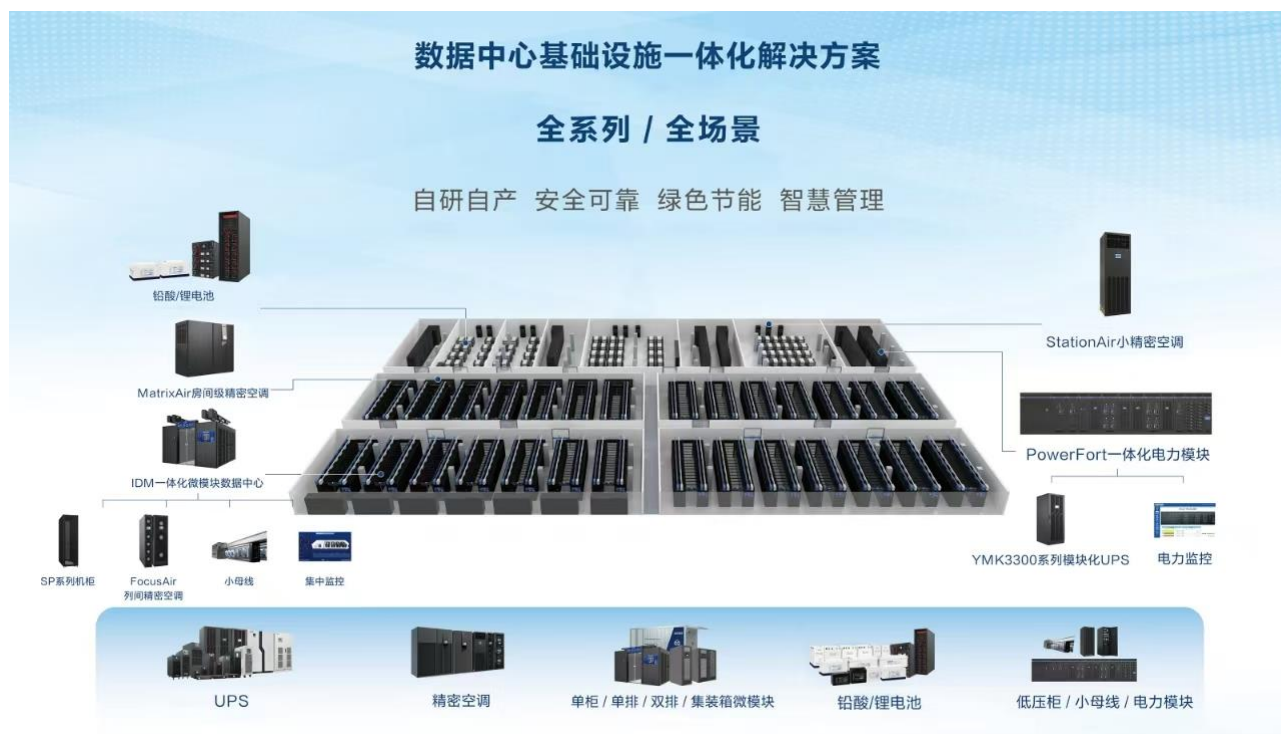 数据中心基础设施一体化解决方案
全系列 / 全场景
自研自产 安全可靠 绿色节能 智慧管理
铅酸/锂电池
StationAir小精密空调
MatrixAir房间级精密空调
PowerFort一体化电力模块
IDM一体化微模块数据中心
YMK3300系列模块化UPS
电力监控
SP系列机柜
FocusAir
列间精密空调
小母线
集中监控
UPS
精密空调
单柜 / 单排 / 双排 / 集装箱微模块
铅酸/锂电池
低压柜 / 小母线 / 电力模块